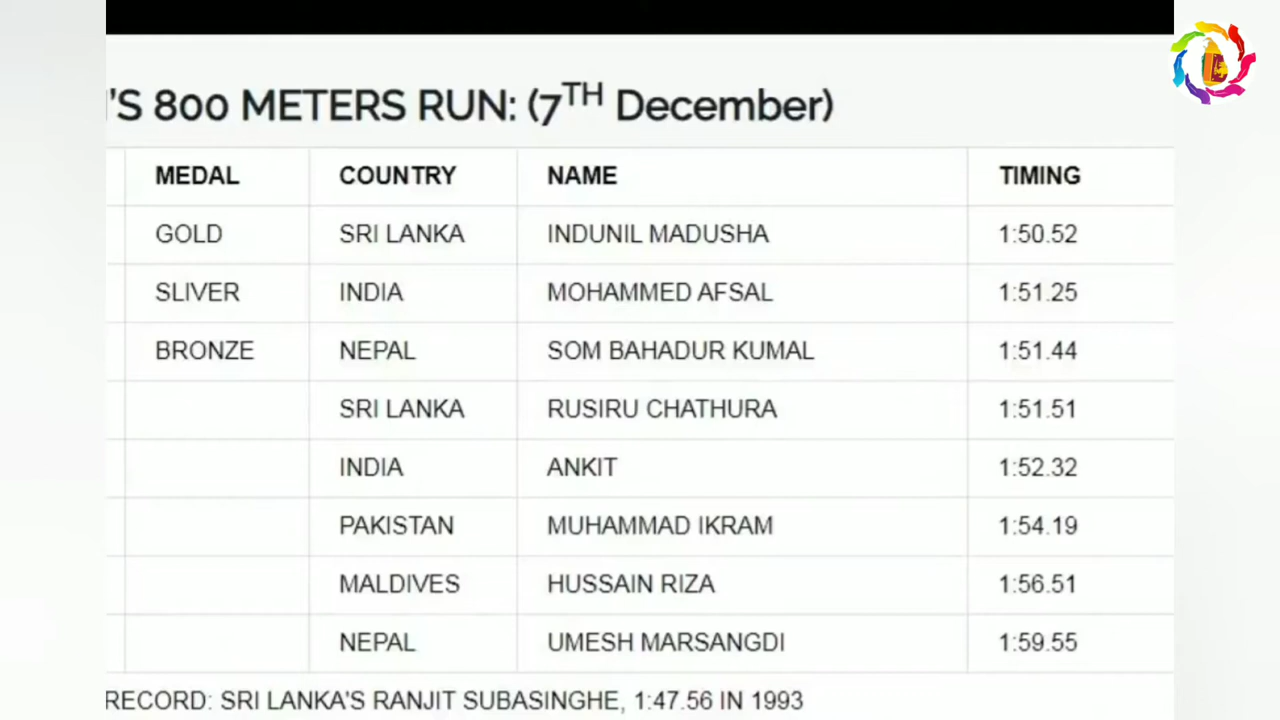 'S 800 METERS RUN: (7TH December)
MEDAL COUNTRY NAME TIMING
GOLD SRI LANKA INDUNIL MADUSHA 1:50.52
SLIVER INDIA MOHAMMED AFSAL 1:51.25
BRONZE NEPAL SOM BAHADUR KUMAL 1:51.44
SRI LANKA RUSIRU CHATHURA 1:51.51
INDIA ANKIT 1:52.32
PAKISTAN MUHAMMAD IKRAM 1:54.19
MALDIVES HUSSAIN RIZA 1:56.51
NEPAL UMESH MARSANGDI 1:59.55
RECORD: SRI LANKA'S RANJIT SUBASINGHE, 1:47.56 IN 1993